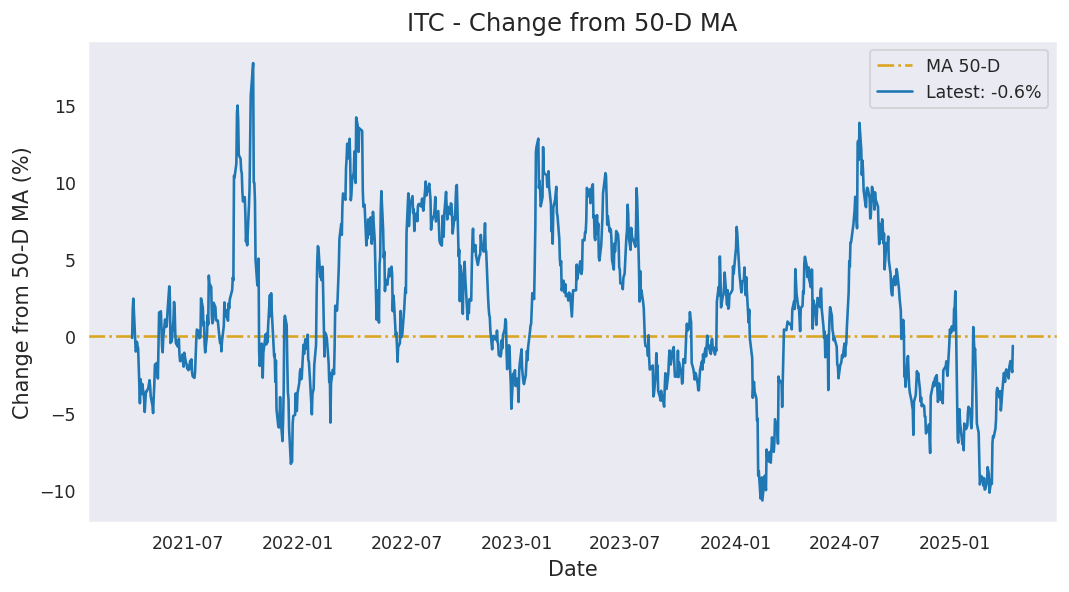 ITC - Change from 50-D MA
MA 50-D
Latest: -0.6%
Change from 50-D MA (%)
15
10
5
0
−5
−10
2021-07 2022-01 2022-07 2023-01 2023-07 2024-01 2024-07 2025-01
Date